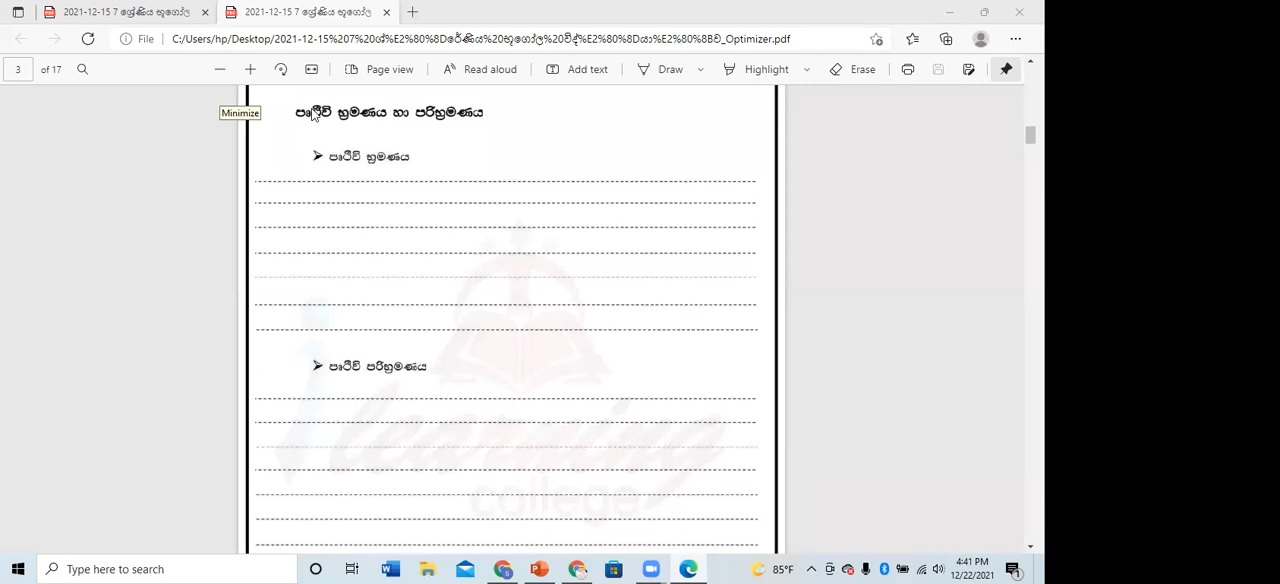 2021-12-15 7 ශ්‍රේණිය භූගෝල
2021-12-15 7 ශ්‍රේණිය භූගෝල
File
C:/Users/hp/Desktop/2021-12-15%207%20ශ්%E2%80%8Dරේණිය%20භූගෝල%20විද්%E2%80%8Dයා%E2%80%8Bව_Optimizer.pdf
3 of 17
Page view
Read aloud
Add text
Draw
Highlight
Erase
Minimize
පෘථිවි භ්‍රමණය හා පරිභ්‍රමණය
➢ පෘථිවි භ්‍රමණය
➢ පෘථිවි පරිභ්‍රමණය
i learning
college
Type here to search
85°F
4:41 PM
12/22/2021
1